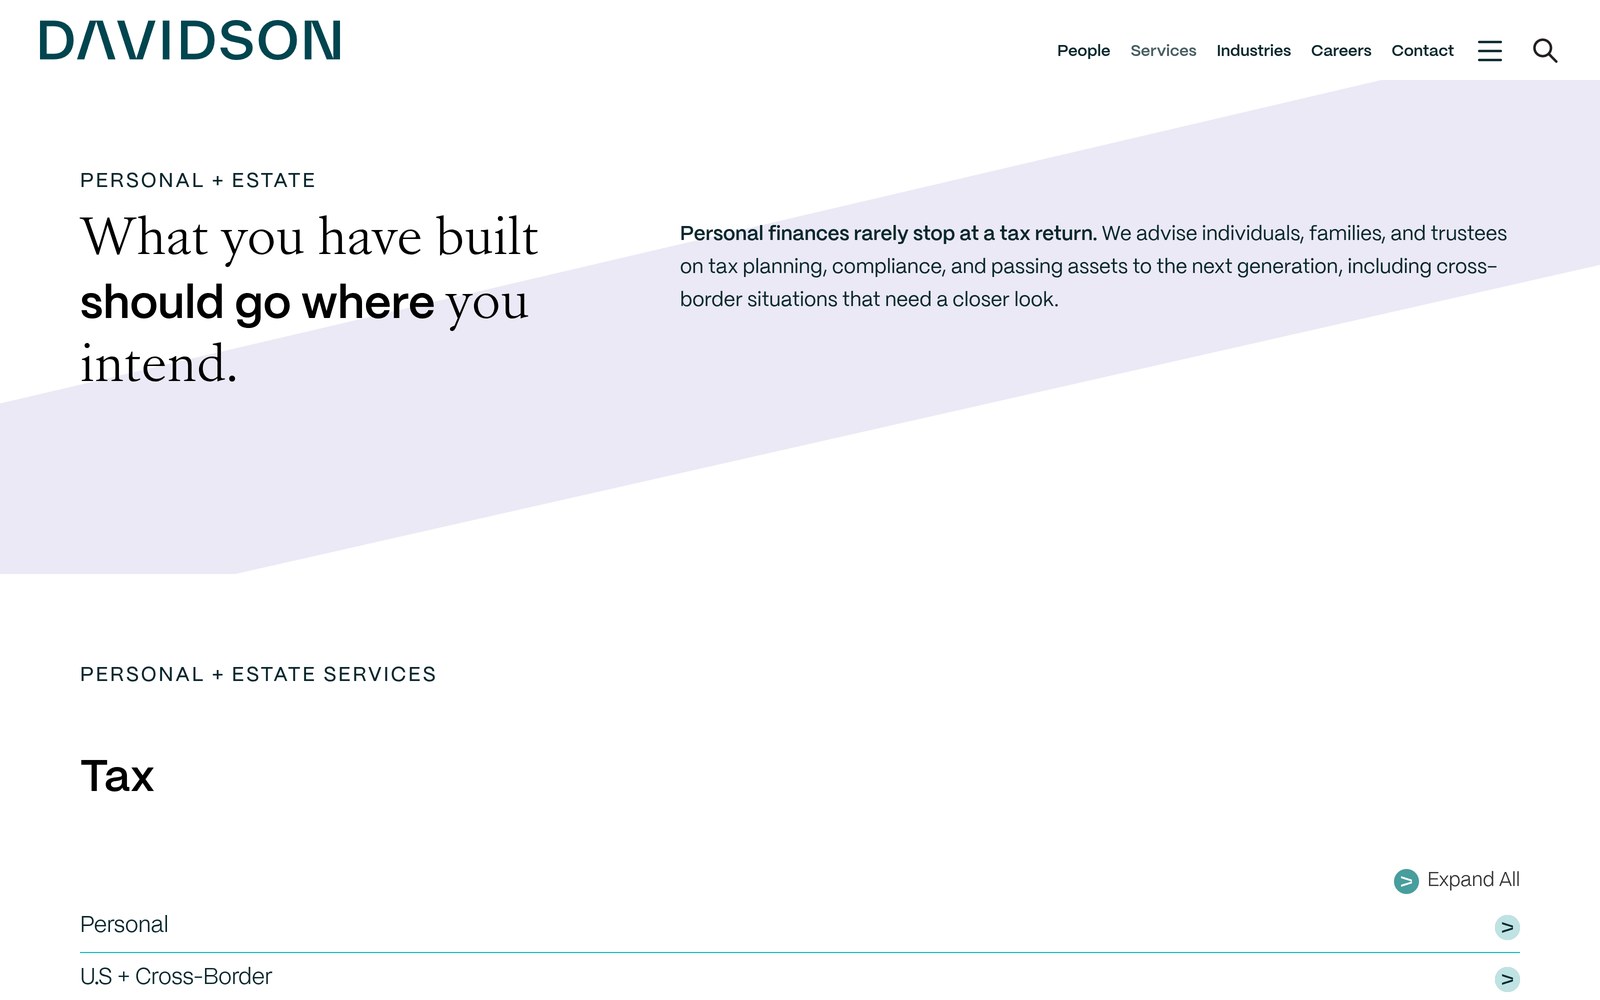 DAVIDSON
People Services Industries Careers Contact
PERSONAL + ESTATE
What you have built
should go where you
intend.
Personal finances rarely stop at a tax return. We advise individuals, families, and trustees
on tax planning, compliance, and passing assets to the next generation, including cross-
border situations that need a closer look.
PERSONAL + ESTATE SERVICES
Tax
Expand All
Personal
U.S + Cross-Border